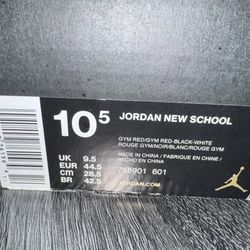 10⁵
JORDAN NEW SCHOOL
GYM RED/GYM RED-BLACK-WHITE
ROUGE GYM/NOIR/BLANC/ROUGE GYM
MADE IN CHINA / FABRIQUE EN CHINE /
HECHO EN CHINA
UK 9.5
EUR 44.5
cm 28.5
BR 42.5
768901 601
JORDAN.COM